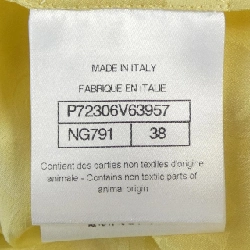 MADE IN ITALY
FABRIQUE EN ITALIE
P72306V63957
NG791 38
Contient des parties non textiles d'origine
animale - Contains non textile parts of
animal origin